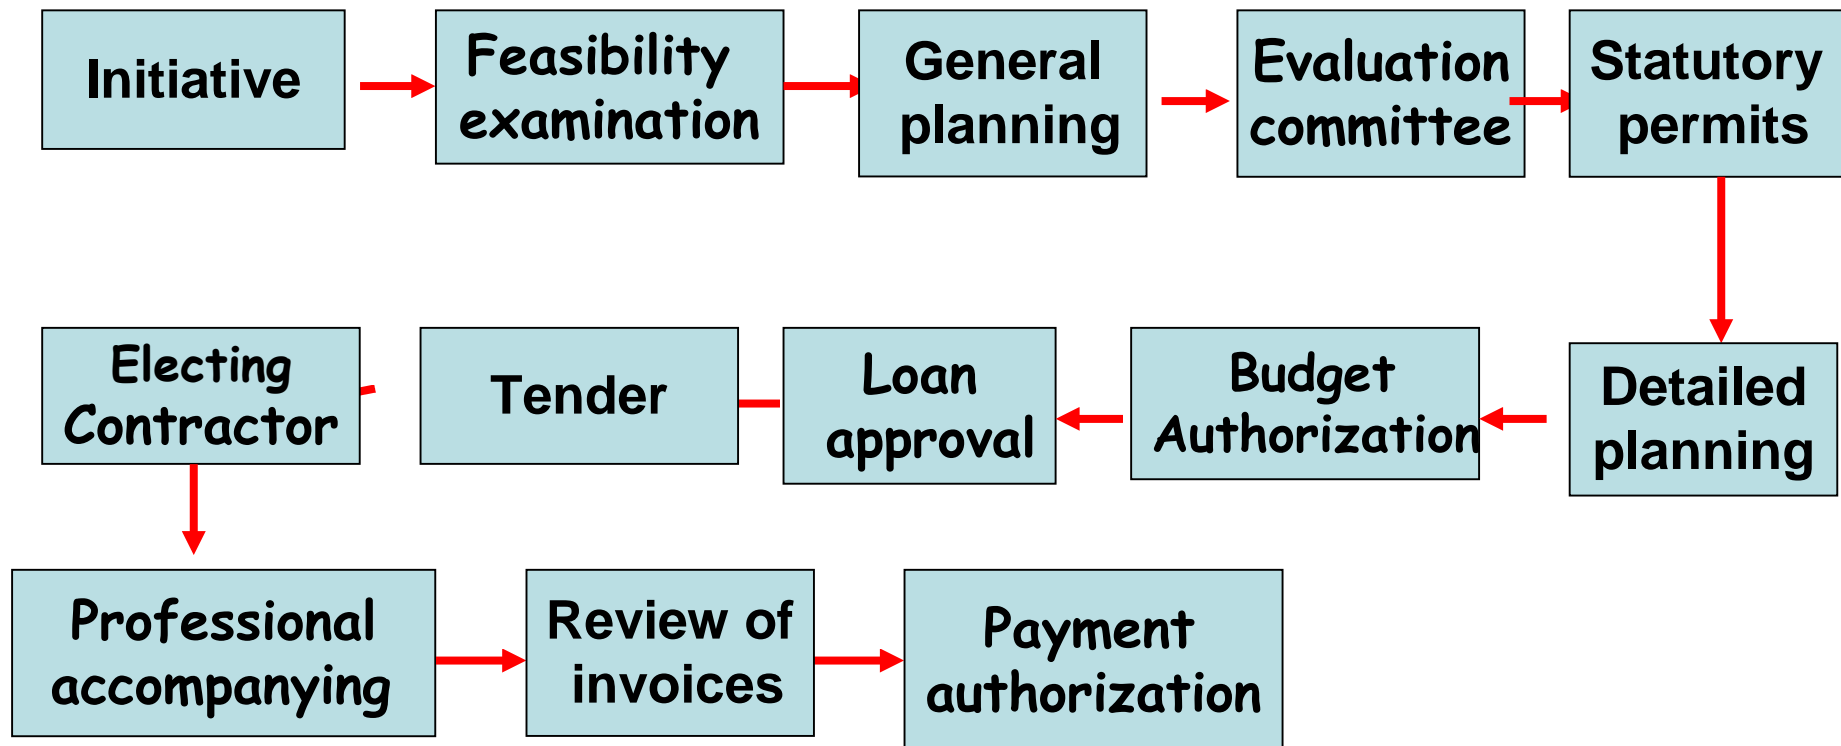 Initiative
Feasibility
examination
General
planning
Evaluation
committee
Statutory
permits
Electing
Contractor
Tender
Loan
approval
Budget
Authorization
Detailed
planning
Professional
accompanying
Review of
invoices
Payment
authorization